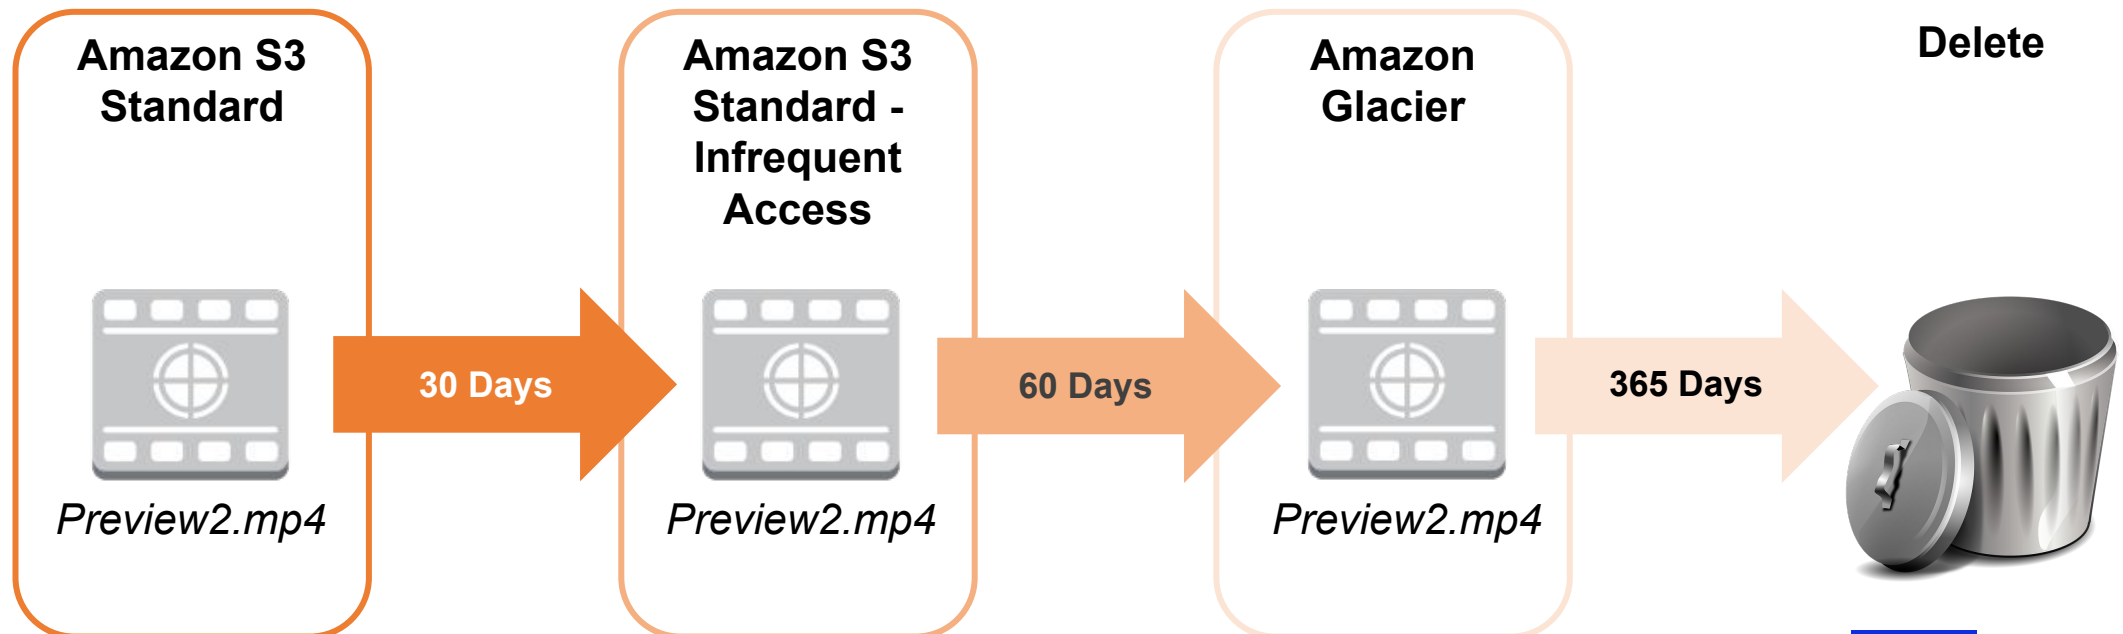 Amazon S3
Standard
Amazon S3
Standard -
Infrequent
Access
Amazon
Glacier
Delete
30 Days
60 Days
365 Days
Preview2.mp4
Preview2.mp4
Preview2.mp4